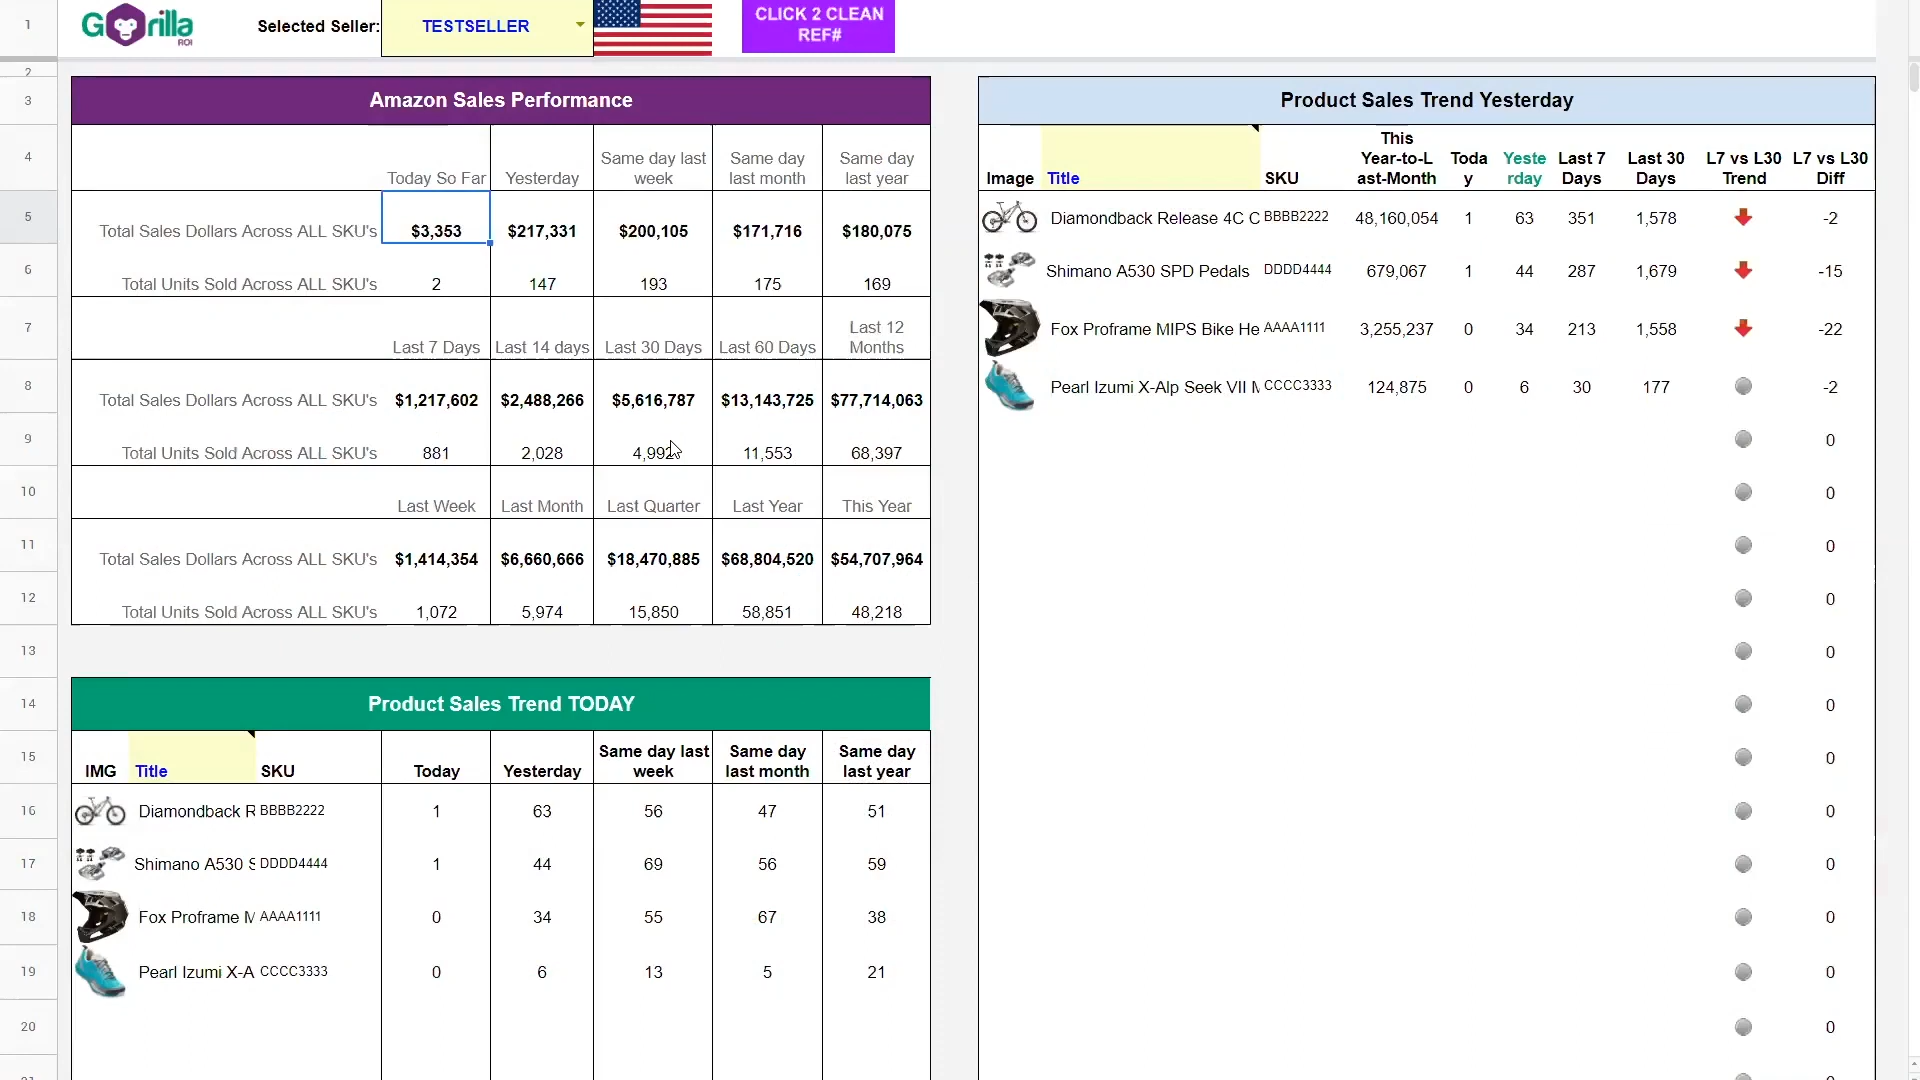 1
Gorilla
ROI
Selected Seller:
TESTSELLER
CLICK 2 CLEAN
REF#
2
3
Amazon Sales Performance
4
Today So Far
Yesterday
Same day last
week
Same day
last month
Same day
last year
5
Total Sales Dollars Across ALL SKU's $3,353 $217,331 $200,105 $171,716 $180,075
6
Total Units Sold Across ALL SKU's 2 147 193 175 169
7
Last 7 Days
Last 14 days
Last 30 Days
Last 60 Days
Last 12
Months
8
Total Sales Dollars Across ALL SKU's $1,217,602 $2,488,266 $5,616,787 $13,143,725 $77,714,063
9
Total Units Sold Across ALL SKU's 881 2,028 4,992 11,553 68,397
10
Last Week Last Month Last Quarter Last Year This Year
11
Total Sales Dollars Across ALL SKU's $1,414,354 $6,660,666 $18,470,885 $68,804,520 $54,707,964
12
Total Units Sold Across ALL SKU's 1,072 5,974 15,850 58,851 48,218
13
14
Product Sales Trend TODAY
15
IMG
Title
SKU
Today
Yesterday
Same day last
week
Same day
last month
Same day
last year
16
Diamondback R BBBB2222 1 63 56 47 51
17
Shimano A530 S DDDD4444 1 44 69 56 59
18
Fox Proframe M AAAA1111 0 34 55 67 38
19
Pearl Izumi X-A CCCC3333 0 6 13 5 21
20
Product Sales Trend Yesterday
Image
Title
SKU
This
Year-to-L
ast-Month
Toda
y
Yeste
rday
Last 7
Days
Last 30
Days
L7 vs L30
Trend
L7 vs L30
Diff
Diamondback Release 4C C BBBB2222 48,160,054 1 63 351 1,578 -2
Shimano A530 SPD Pedals DDDD4444 679,067 1 44 287 1,679 -15
Fox Proframe MIPS Bike He AAAA1111 3,255,237 0 34 213 1,558 -22
Pearl Izumi X-Alp Seek VII M CCCC3333 124,875 0 6 30 177 -2
0
0
0
0
0
0
0
0
0
0
0
0